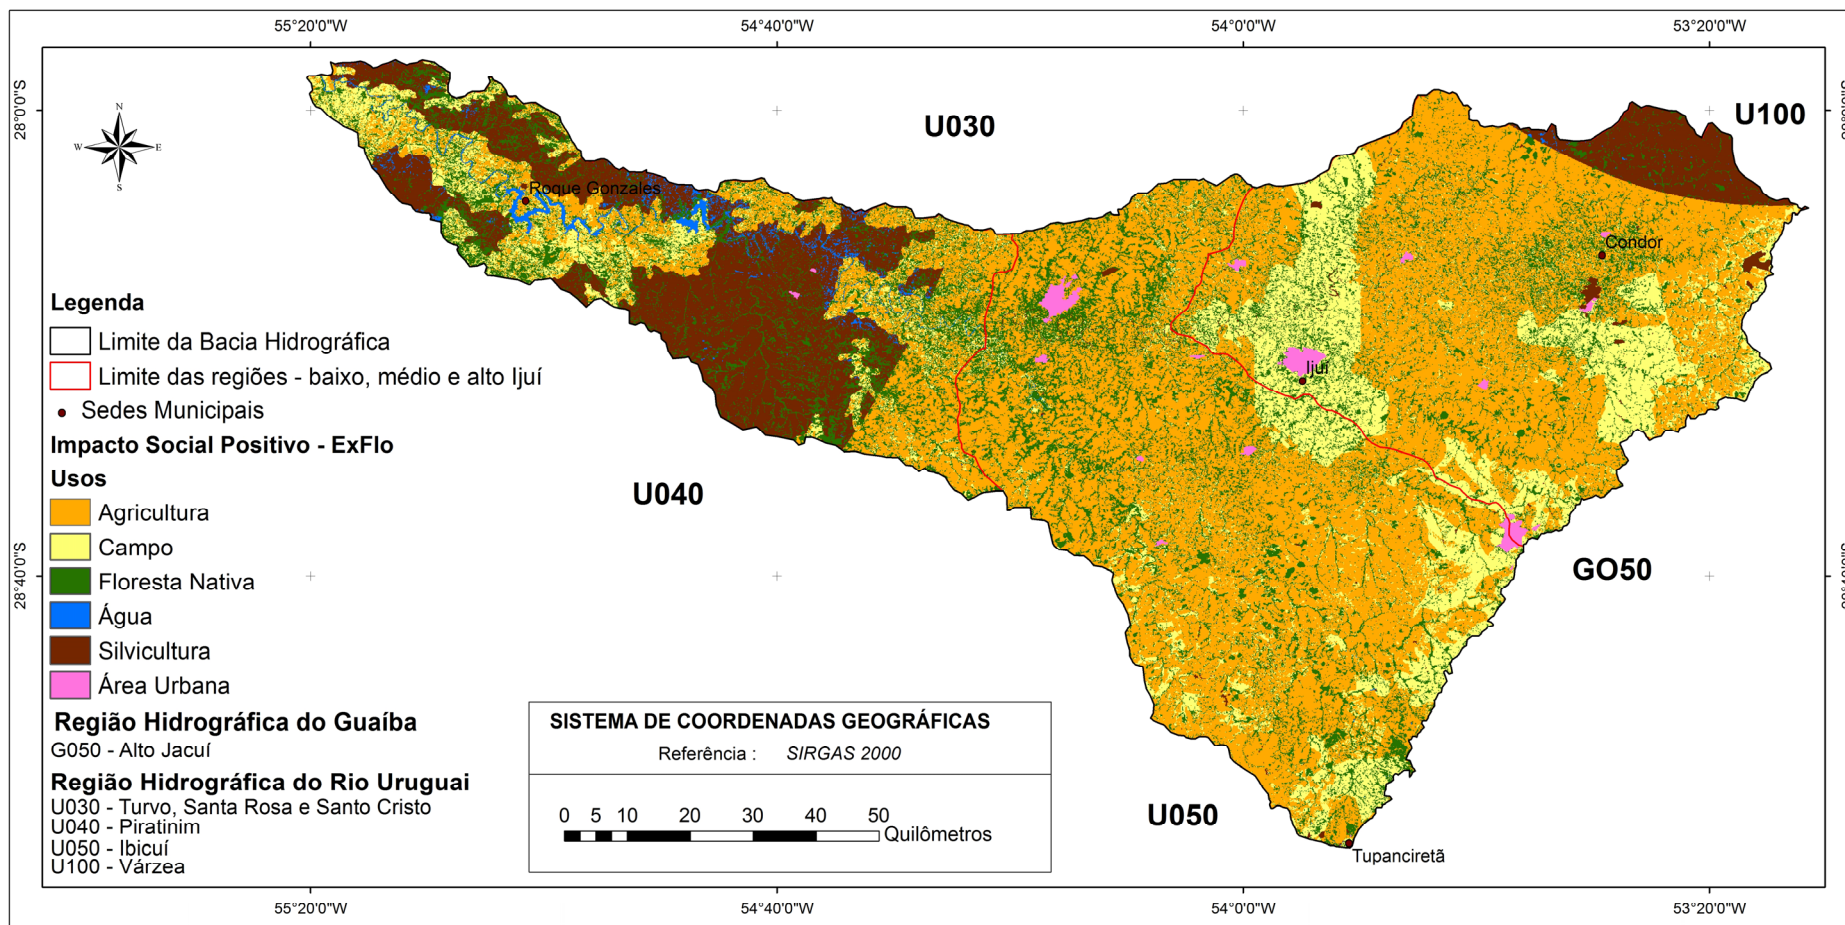 55°20'0"W 54°40'0"W 54°0'0"W 53°20'0"W
28°0'0"S
N
W E
S
U030
U100
Roque Gonzales
Condor
Ijuí
U040
GO50
U050
Tupanciretã
28°40'0"S
Legenda
Limite da Bacia Hidrográfica
Limite das regiões - baixo, médio e alto Ijuí
Sedes Municipais
Impacto Social Positivo - ExFlo
Usos
Agricultura
Campo
Floresta Nativa
Água
Silvicultura
Área Urbana
Região Hidrográfica do Guaíba
G050 - Alto Jacuí
Região Hidrográfica do Rio Uruguai
U030 - Turvo, Santa Rosa e Santo Cristo
U040 - Piratinim
U050 - Ibicuí
U100 - Várzea
SISTEMA DE COORDENADAS GEOGRÁFICAS
Referência : SIRGAS 2000
0 5 10 20 30 40 50
Quilômetros
55°20'0"W 54°40'0"W 54°0'0"W 53°20'0"W